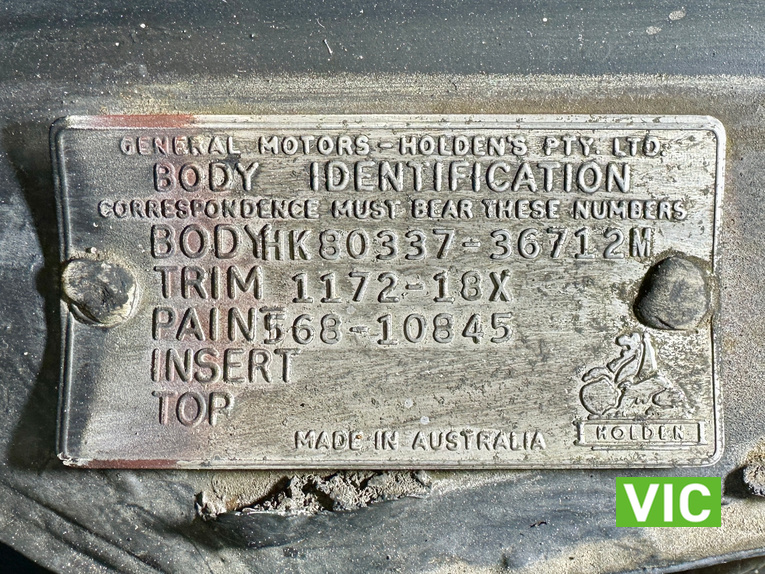 GENERAL MOTORS-HOLDEN'S PTY. LTD.
BODY IDENTIFICATION
CORRESPONDENCE MUST BEAR THESE NUMBERS
BODY HK80337-36712M
TRIM 1172-18X
PAINT 568-10845
INSERT
TOP
HOLDEN
MADE IN AUSTRALIA
VIC